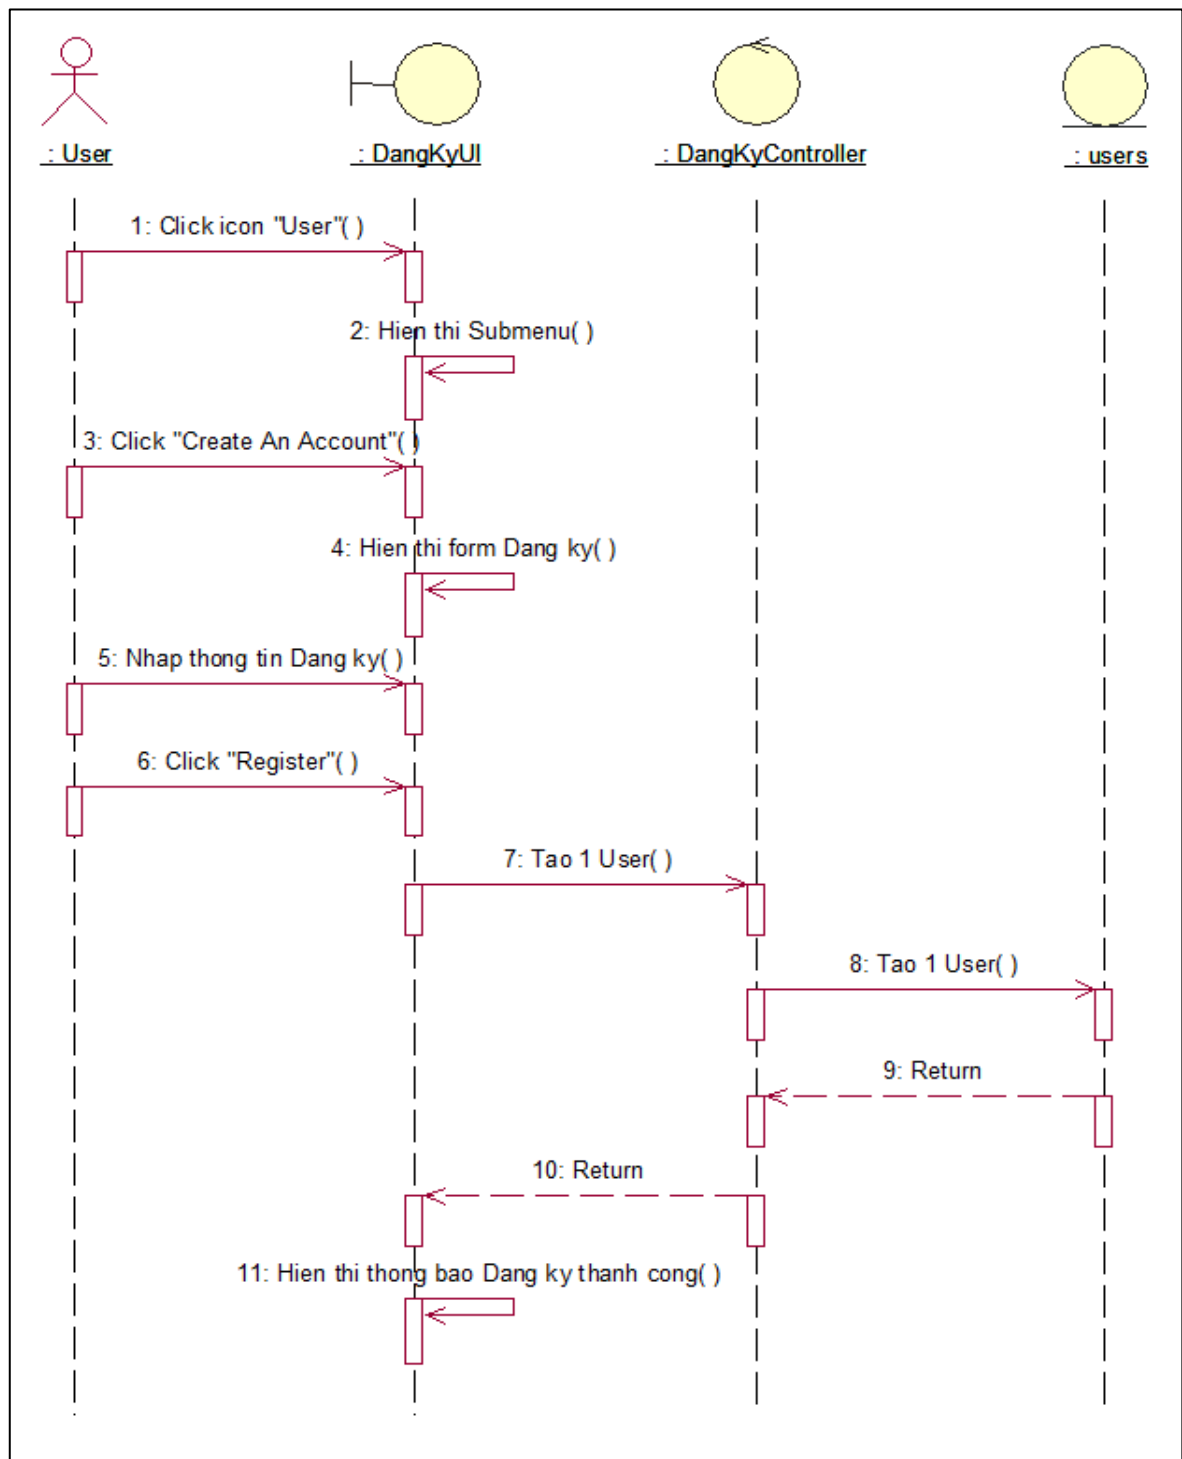 : User
: DangKyUI
: DangKyController
: users
1: Click icon "User"( )
2: Hien thi Submenu( )
3: Click "Create An Account"( )
4: Hien thi form Dang ky( )
5: Nhap thong tin Dang ky( )
6: Click "Register"( )
7: Tao 1 User( )
8: Tao 1 User( )
9: Return
10: Return
11: Hien thi thong bao Dang ky thanh cong( )